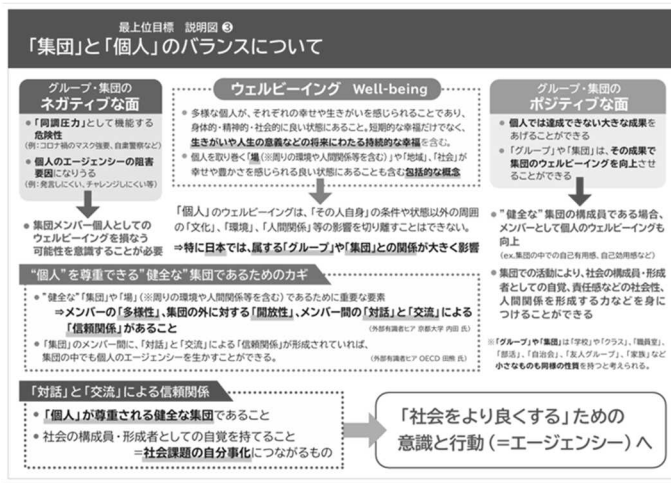 最上位目標　説明図❸
「集団」と「個人」のバランスについて
グループ・集団の
ネガティブな面
● 「同調圧力」として機能する
危険性
(例:コロナ禍のマスク強要、自粛警察など)
● 個人のエージェンシーの阻害
要因になりうる
(例:発言しにくい、チャレンジしにくい等)
● 集団メンバー個人としての
ウェルビーイングを損なう
可能性を意識することが必要
ウェルビーイング　Well-being
● 多様な個人が、それぞれの幸せや生きがいを感じられることであり、
身体的・精神的・社会的に良い状態にあること。短期的な幸福だけでなく、
生きがいや人生の意義などの将来にわたる持続的な幸福を含む。
● 個人を取り巻く「場(※周りの環境や人間関係等を含む)」や「地域」、「社会」が
幸せや豊かさを感じられる良い状態にあることも含む包括的な概念
「個人」のウェルビーイングは、「その人自身」の条件や状態以外の周囲
の「文化」、「環境」、「人間関係」等の影響を切り離すことはできない。
⇒特に日本では、属する「グループ」や「集団」との関係が大きく影響
グループ・集団の
ポジティブな面
● 個人では達成できない大きな成果を
あげることができる
● 「グループ」や「集団」は、その成果で
集団のウェルビーイングを向上させ
ることができる
● "健全な"集団の構成員である場合、
メンバーとして個人のウェルビーイングも
向上
(ex.集団の中での自己有用感、自己効用感など)
● 集団での活動により、社会の構成員・形成
者としての自覚、責任感などの社会性、
人間関係を形成する力などを身に
つけることができる
※「グループ」や「集団」は「学校」や「クラス」、「職員室」、
「部活」、「自治会」、「友人グループ」、「家族」など
小さなものも同様の性質を持つと考えられる。
"個人"を尊重できる"健全な"集団であるためのカギ
● "健全な"「集団」や「場」(※周りの環境や人間関係等を含む)であるために重要な要素
⇒メンバーの「多様性」、集団の外に対する「開放性」、メンバー間の「対話」と「交流」による
「信頼関係」があること
(外部有識者ヒア 京都大学 内田 氏)
● 「集団」のメンバー間に、「対話」と「交流」による「信頼関係」が形成されていれば、
集団の中でも個人のエージェンシーを生かすことができる。
(外部有識者ヒア OECD 田熊 氏)
「対話」と「交流」による信頼関係
● 「個人」が尊重される健全な集団であること
● 社会の構成員・形成者としての自覚を持てること
＝社会課題の自分事化につながるもの
「社会をより良くする」ための
意識と行動(＝エージェンシー)へ